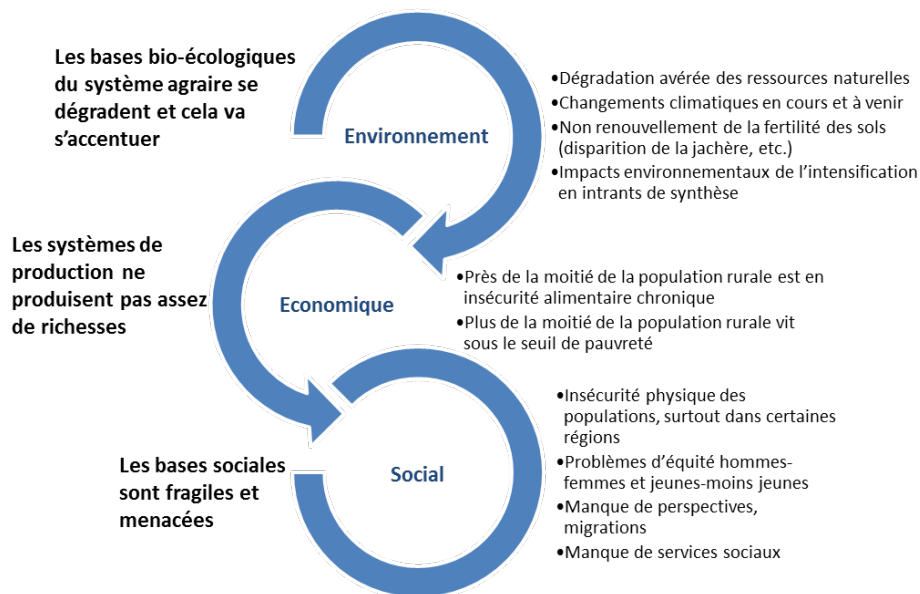 Les bases bio-écologiques
du système agraire se
dégradent et cela va
s'accentuer
Environnement
•Dégradation avérée des ressources naturelles
•Changements climatiques en cours et à venir
•Non renouvellement de la fertilité des sols
(disparition de la jachère, etc.)
•Impacts environnementaux de l'intensification
en intrants de synthèse
Les systèmes de
production ne
produisent pas assez
de richesses
Economique
•Près de la moitié de la population rurale est en
insécurité alimentaire chronique
•Plus de la moitié de la population rurale vit
sous le seuil de pauvreté
Les bases sociales
sont fragiles et
menacées
Social
•Insécurité physique des
populations, surtout dans certaines
régions
•Problèmes d'équité hommes-
femmes et jeunes-moins jeunes
•Manque de perspectives,
migrations
•Manque de services sociaux